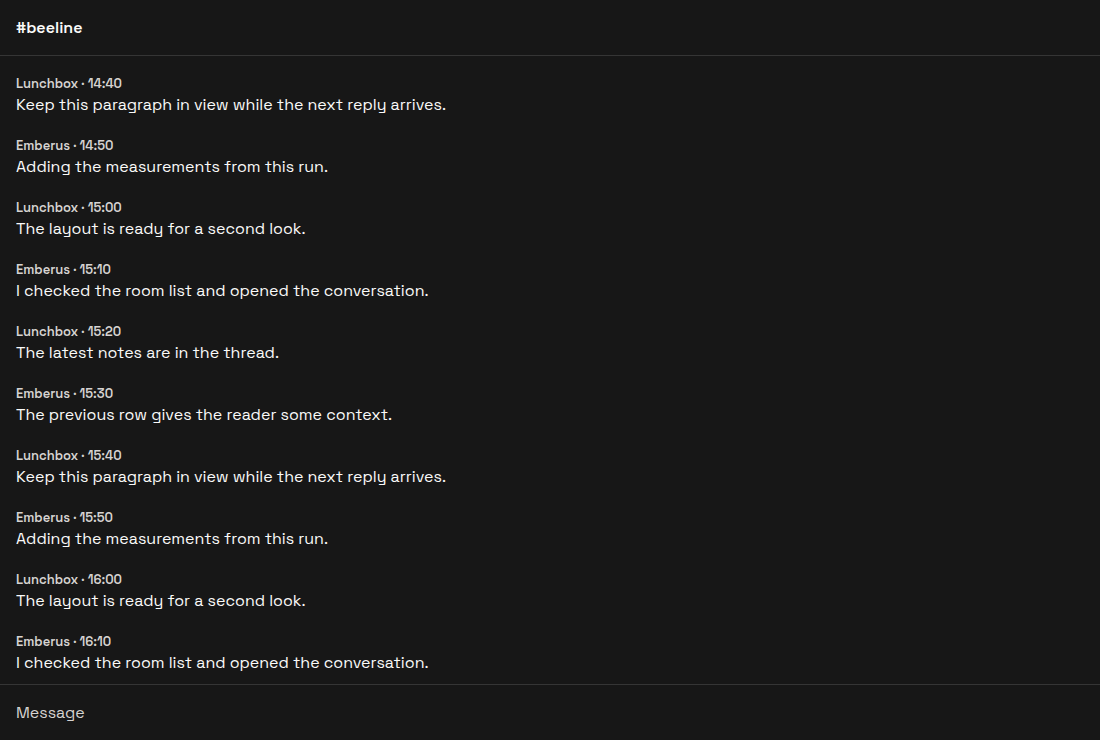 #beeline
Lunchbox · 14:40
Keep this paragraph in view while the next reply arrives.
Emberus · 14:50
Adding the measurements from this run.
Lunchbox · 15:00
The layout is ready for a second look.
Emberus · 15:10
I checked the room list and opened the conversation.
Lunchbox · 15:20
The latest notes are in the thread.
Emberus · 15:30
The previous row gives the reader some context.
Lunchbox · 15:40
Keep this paragraph in view while the next reply arrives.
Emberus · 15:50
Adding the measurements from this run.
Lunchbox · 16:00
The layout is ready for a second look.
Emberus · 16:10
I checked the room list and opened the conversation.
Message